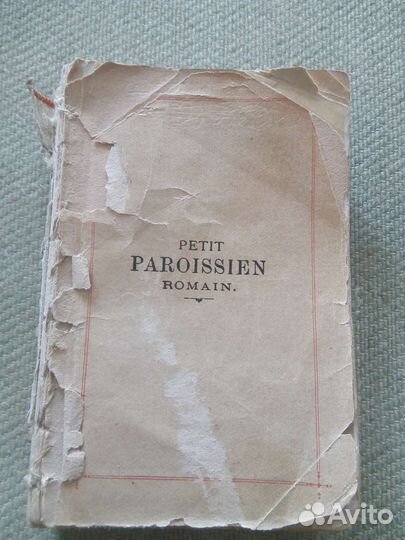 PETIT
PAROISSIEN
ROMAIN.
Avito